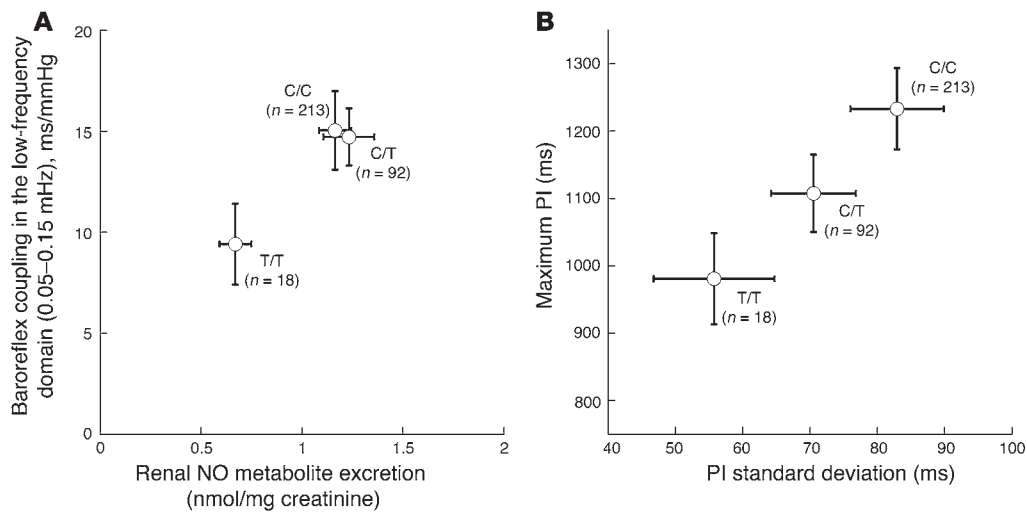 A
Baroreflex coupling in the low-frequency
domain (0.05–0.15 mHz), ms/mmHg
20
15
10
5
0
C/C
(n = 213)
C/T
(n = 92)
T/T
(n = 18)
0 0.5 1 1.5 2
Renal NO metabolite excretion
(nmol/mg creatinine)
B
Maximum PI (ms)
1300
1200
1100
1000
900
800
C/C
(n = 213)
C/T
(n = 92)
T/T
(n = 18)
40 50 60 70 80 90 100
PI standard deviation (ms)